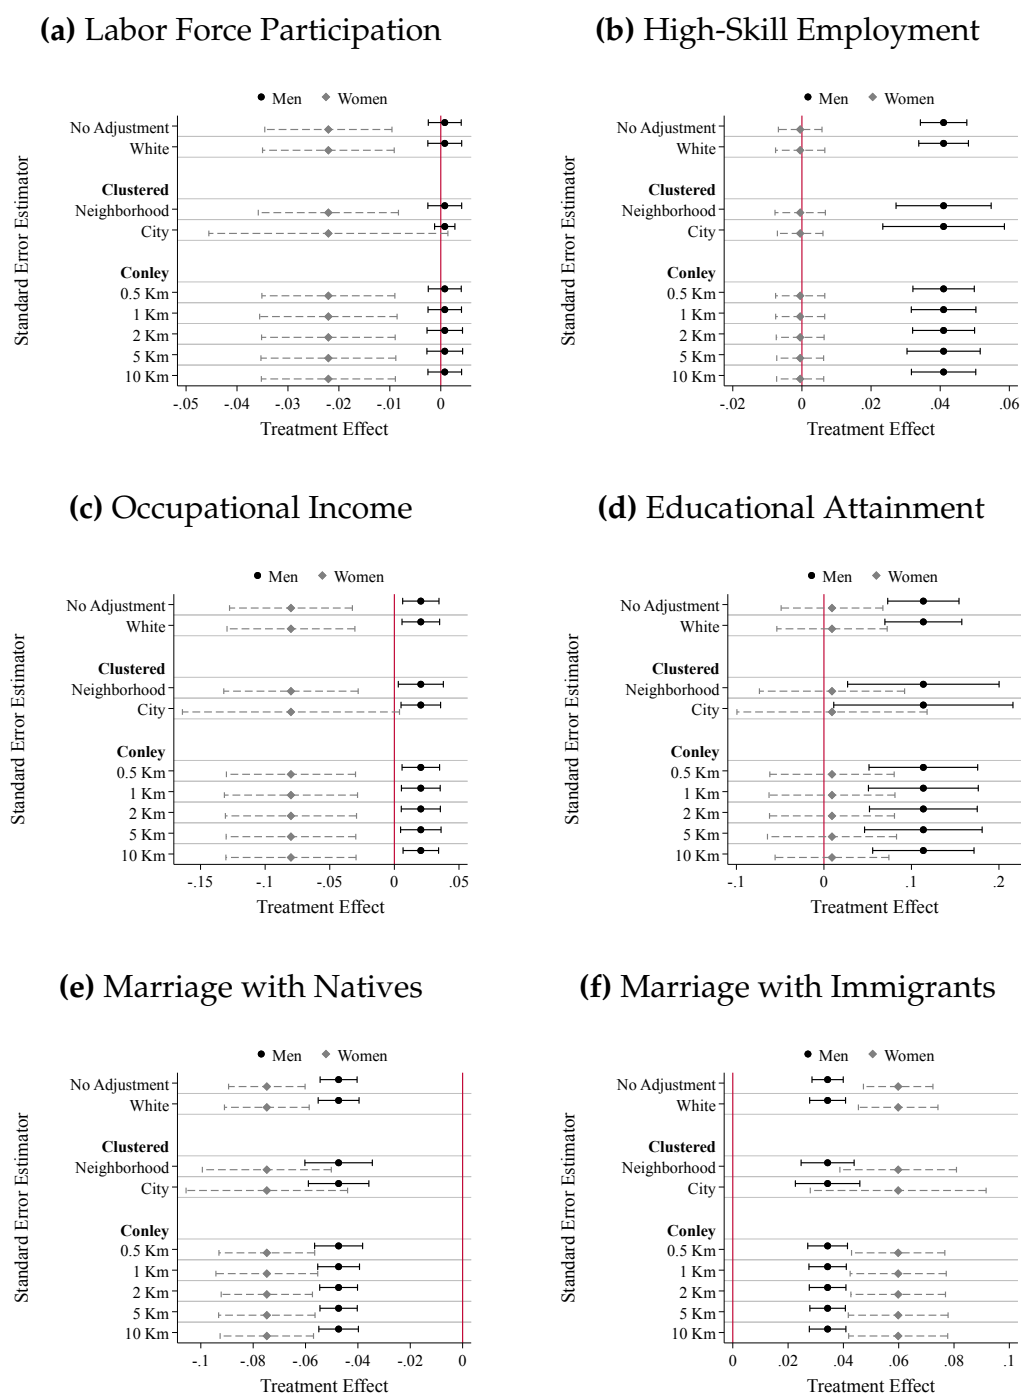 (a) Labor Force Participation
Men Women
Standard Error Estimator
No Adjustment
White
Clustered
Neighborhood
City
Conley
0.5 Km
1 Km
2 Km
5 Km
10 Km
-.05 -.04 -.03 -.02 -.01 0
Treatment Effect
(b) High-Skill Employment
Men Women
Standard Error Estimator
No Adjustment
White
Clustered
Neighborhood
City
Conley
0.5 Km
1 Km
2 Km
5 Km
10 Km
-.02 0 .02 .04 .06
Treatment Effect
(c) Occupational Income
Men Women
Standard Error Estimator
No Adjustment
White
Clustered
Neighborhood
City
Conley
0.5 Km
1 Km
2 Km
5 Km
10 Km
-.15 -.1 -.05 0 .05
Treatment Effect
(d) Educational Attainment
Men Women
Standard Error Estimator
No Adjustment
White
Clustered
Neighborhood
City
Conley
0.5 Km
1 Km
2 Km
5 Km
10 Km
-.1 0 .1 .2
Treatment Effect
(e) Marriage with Natives
Men Women
Standard Error Estimator
No Adjustment
White
Clustered
Neighborhood
City
Conley
0.5 Km
1 Km
2 Km
5 Km
10 Km
-.1 -.08 -.06 -.04 -.02 0
Treatment Effect
(f) Marriage with Immigrants
Men Women
Standard Error Estimator
No Adjustment
White
Clustered
Neighborhood
City
Conley
0.5 Km
1 Km
2 Km
5 Km
10 Km
0 .02 .04 .06 .08 .1
Treatment Effect